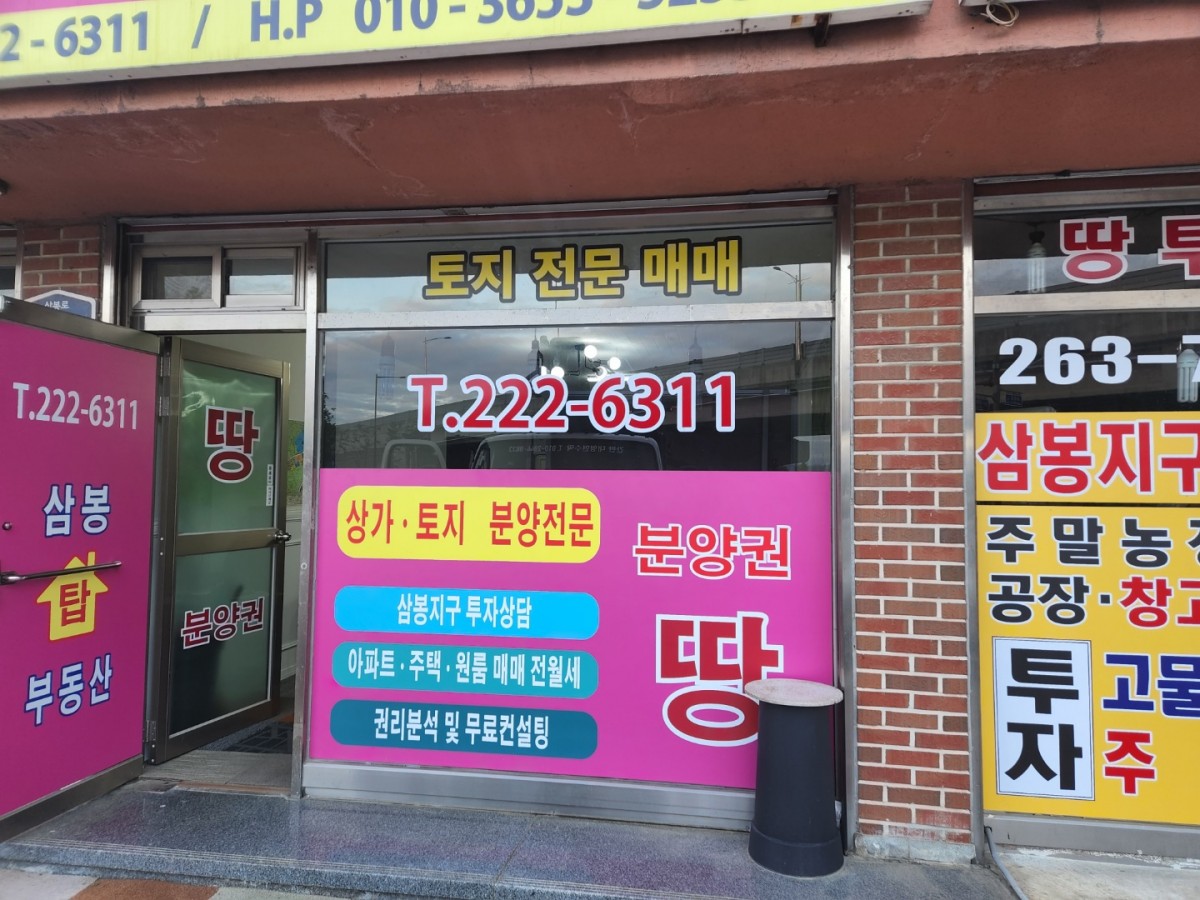 2-6311 / H.P 010-3655
토지 전문 매매
T.222-6311
상가·토지 분양전문
삼봉지구 투자상담
아파트·주택·원룸 매매 전월세
권리분석 및 무료컨설팅
분양권
땅
T.222-6311
삼봉
탑
부동산
땅
분양권
땅 투
263-7
삼봉지구
주말농
공장·창고
투자
고물
주